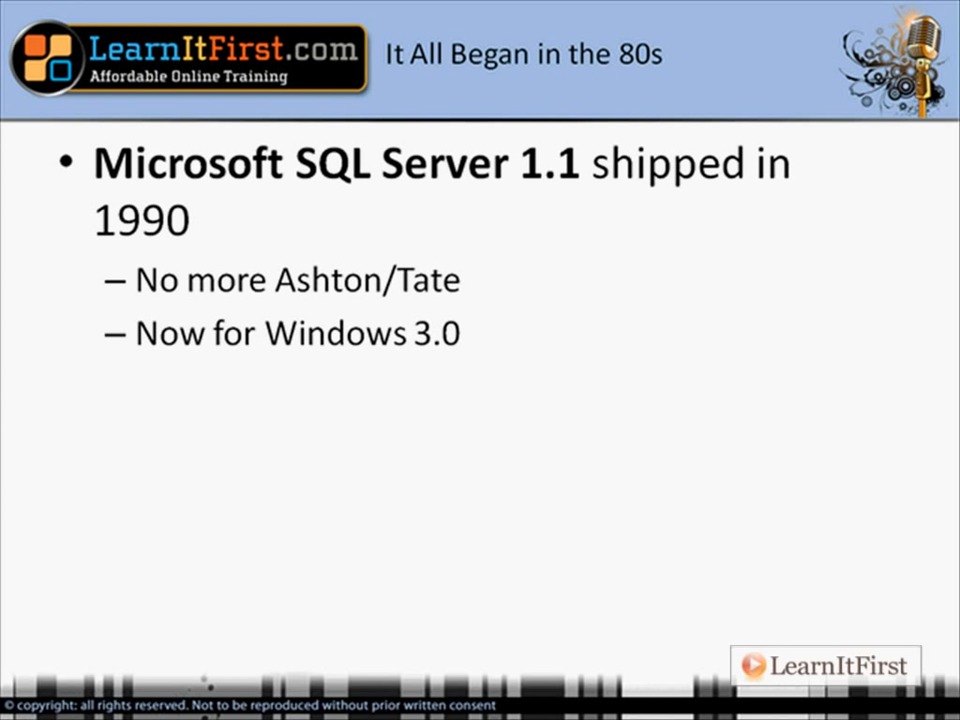 LearnItFirst.com
Affordable Online Training
It All Began in the 80s
• Microsoft SQL Server 1.1 shipped in
1990
– No more Ashton/Tate
– Now for Windows 3.0
LearnItFirst
© copyright: all rights reserved. Not to be reproduced without prior written consent